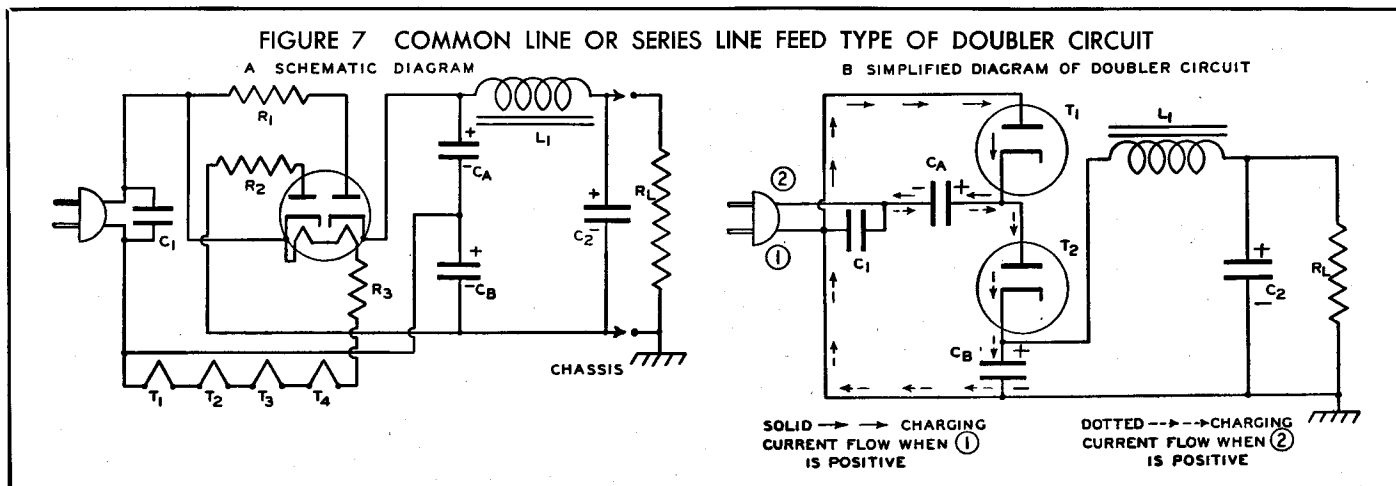 FIGURE 7 COMMON LINE OR SERIES LINE FEED TYPE OF DOUBLER CIRCUIT
A SCHEMATIC DIAGRAM
R1
R2
C1
R3
T1
T2
T3
T4
+
-CA
+
-CB
L1
+
C2
-
RL
CHASSIS
B SIMPLIFIED DIAGRAM OF DOUBLER CIRCUIT
T1
L1
CA
- +
2
1
C1
T2
CB
+
-
+
C2
-
RL
SOLID → → CHARGING
CURRENT FLOW WHEN 1
IS POSITIVE
DOTTED --→--→ CHARGING
CURRENT FLOW WHEN 2
IS POSITIVE